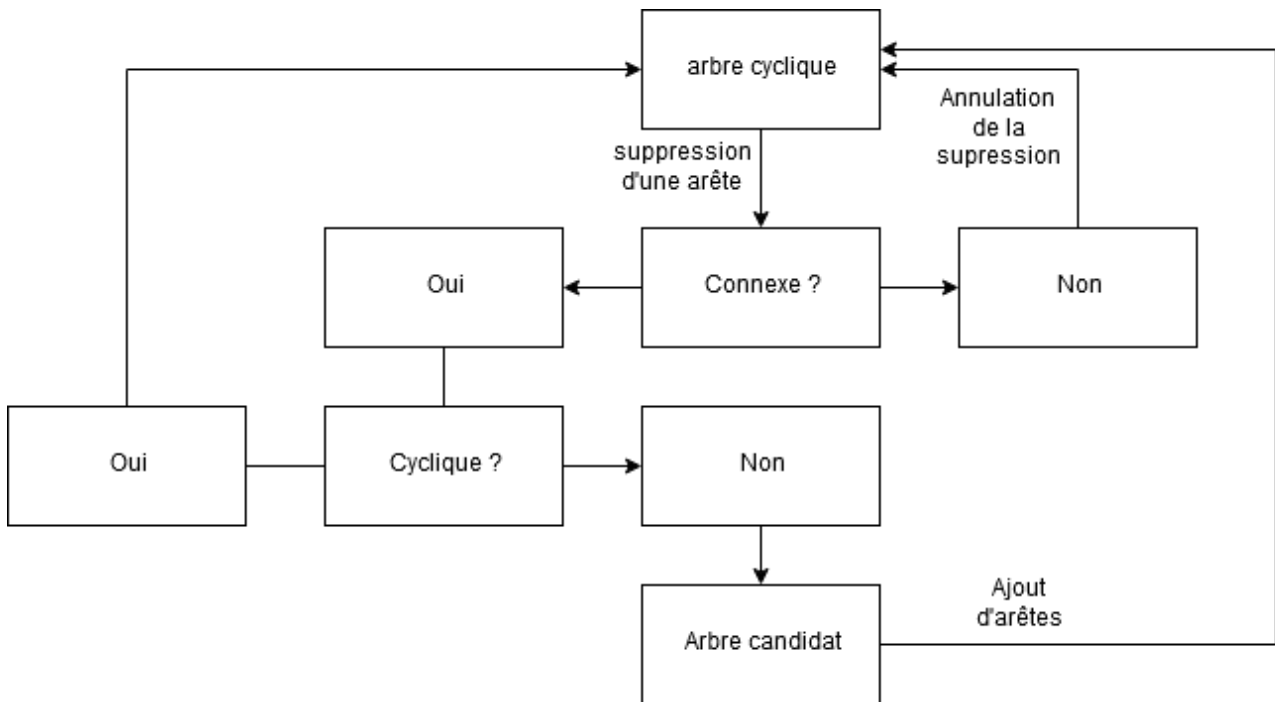 arbre cyclique
Annulation
de la
supression
suppression
d'une arête
Oui
Connexe ?
Non
Oui
Cyclique ?
Non
Arbre candidat
Ajout
d'arêtes